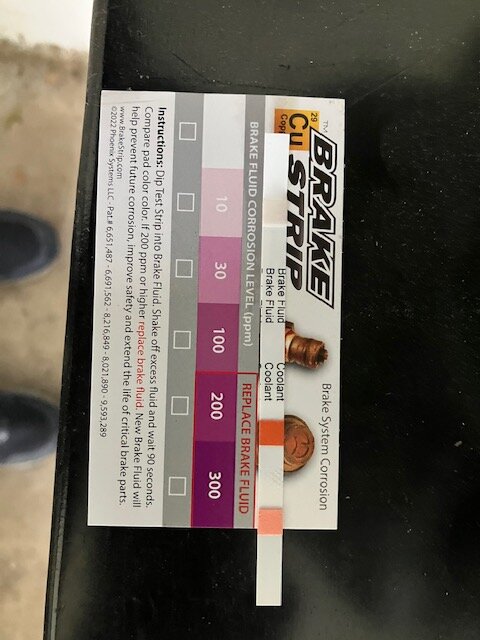 BRAKE
STRIP
TM
29
Cu
Brake System Corrosion
Brake Fluid
Brake Fluid
Coolant
Coolant
BRAKE FLUID CORROSION LEVEL (ppm)
REPLACE BRAKE FLUID
10 30 100 200 300
Instructions: Dip Test Strip into Brake Fluid. Shake off excess fluid and wait 90 seconds.
Compare pad color color. If 200 ppm or higher replace brake fluid. New Brake Fluid will
help prevent future corrosion, improve safety and extend the life of critical brake parts.
www.BrakeStrip.com
©2022 Phoenix Systems LLC - Pat.# 6,651,487 - 6,691,562 - 8,216,849 - 8,021,890 - 9,593,289